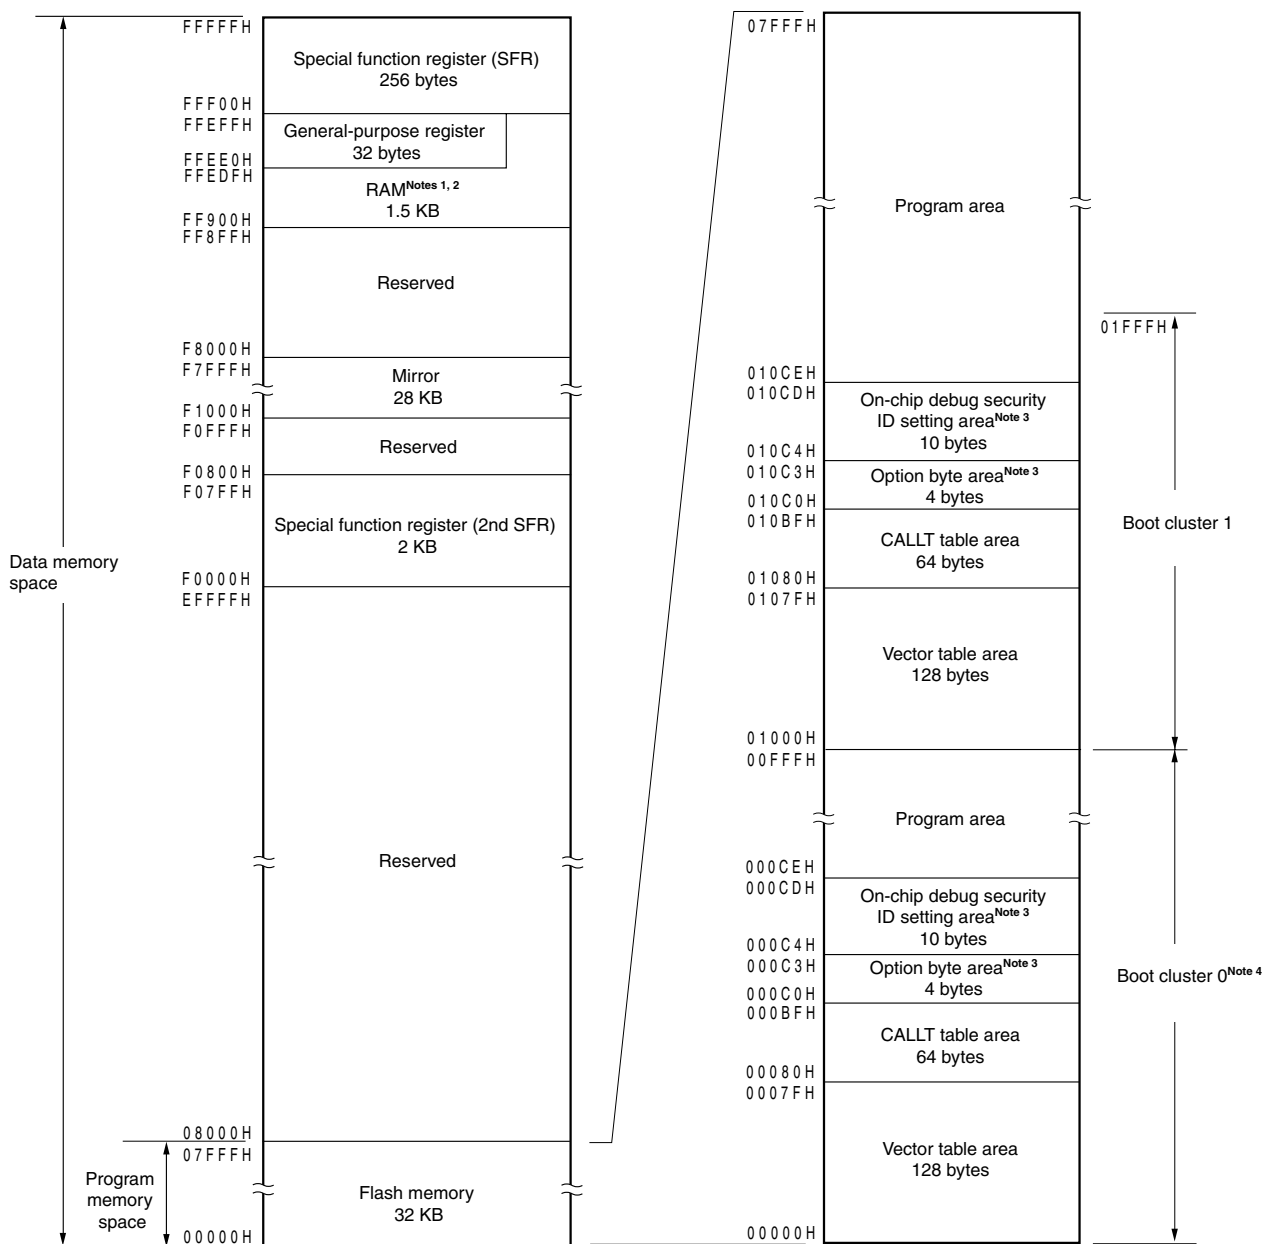 FFFFFH
Special function register (SFR)
256 bytes
FFF00H
FFEFFH
General-purpose register
32 bytes
FFEE0H
FFEDFH
RAMNotes 1, 2
1.5 KB
FF900H
FF8FFH
Reserved
F8000H
F7FFFH
Mirror
28 KB
F1000H
F0FFFH
Reserved
F0800H
F07FFH
Special function register (2nd SFR)
2 KB
F0000H
EFFFFH
Data memory
space
Reserved
08000H
07FFFH
Program
memory
space
Flash memory
32 KB
00000H
07FFFH
Program area
01FFFH
010CEH
010CDH
On-chip debug security
ID setting areaNote 3
10 bytes
010C4H
010C3H
Option byte areaNote 3
4 bytes
010C0H
010BFH
CALLT table area
64 bytes
Boot cluster 1
01080H
0107FH
Vector table area
128 bytes
01000H
00FFFH
Program area
000CEH
000CDH
On-chip debug security
ID setting areaNote 3
10 bytes
000C4H
000C3H
Option byte areaNote 3
4 bytes
Boot cluster 0Note 4
000C0H
000BFH
CALLT table area
64 bytes
00080H
0007FH
Vector table area
128 bytes
00000H